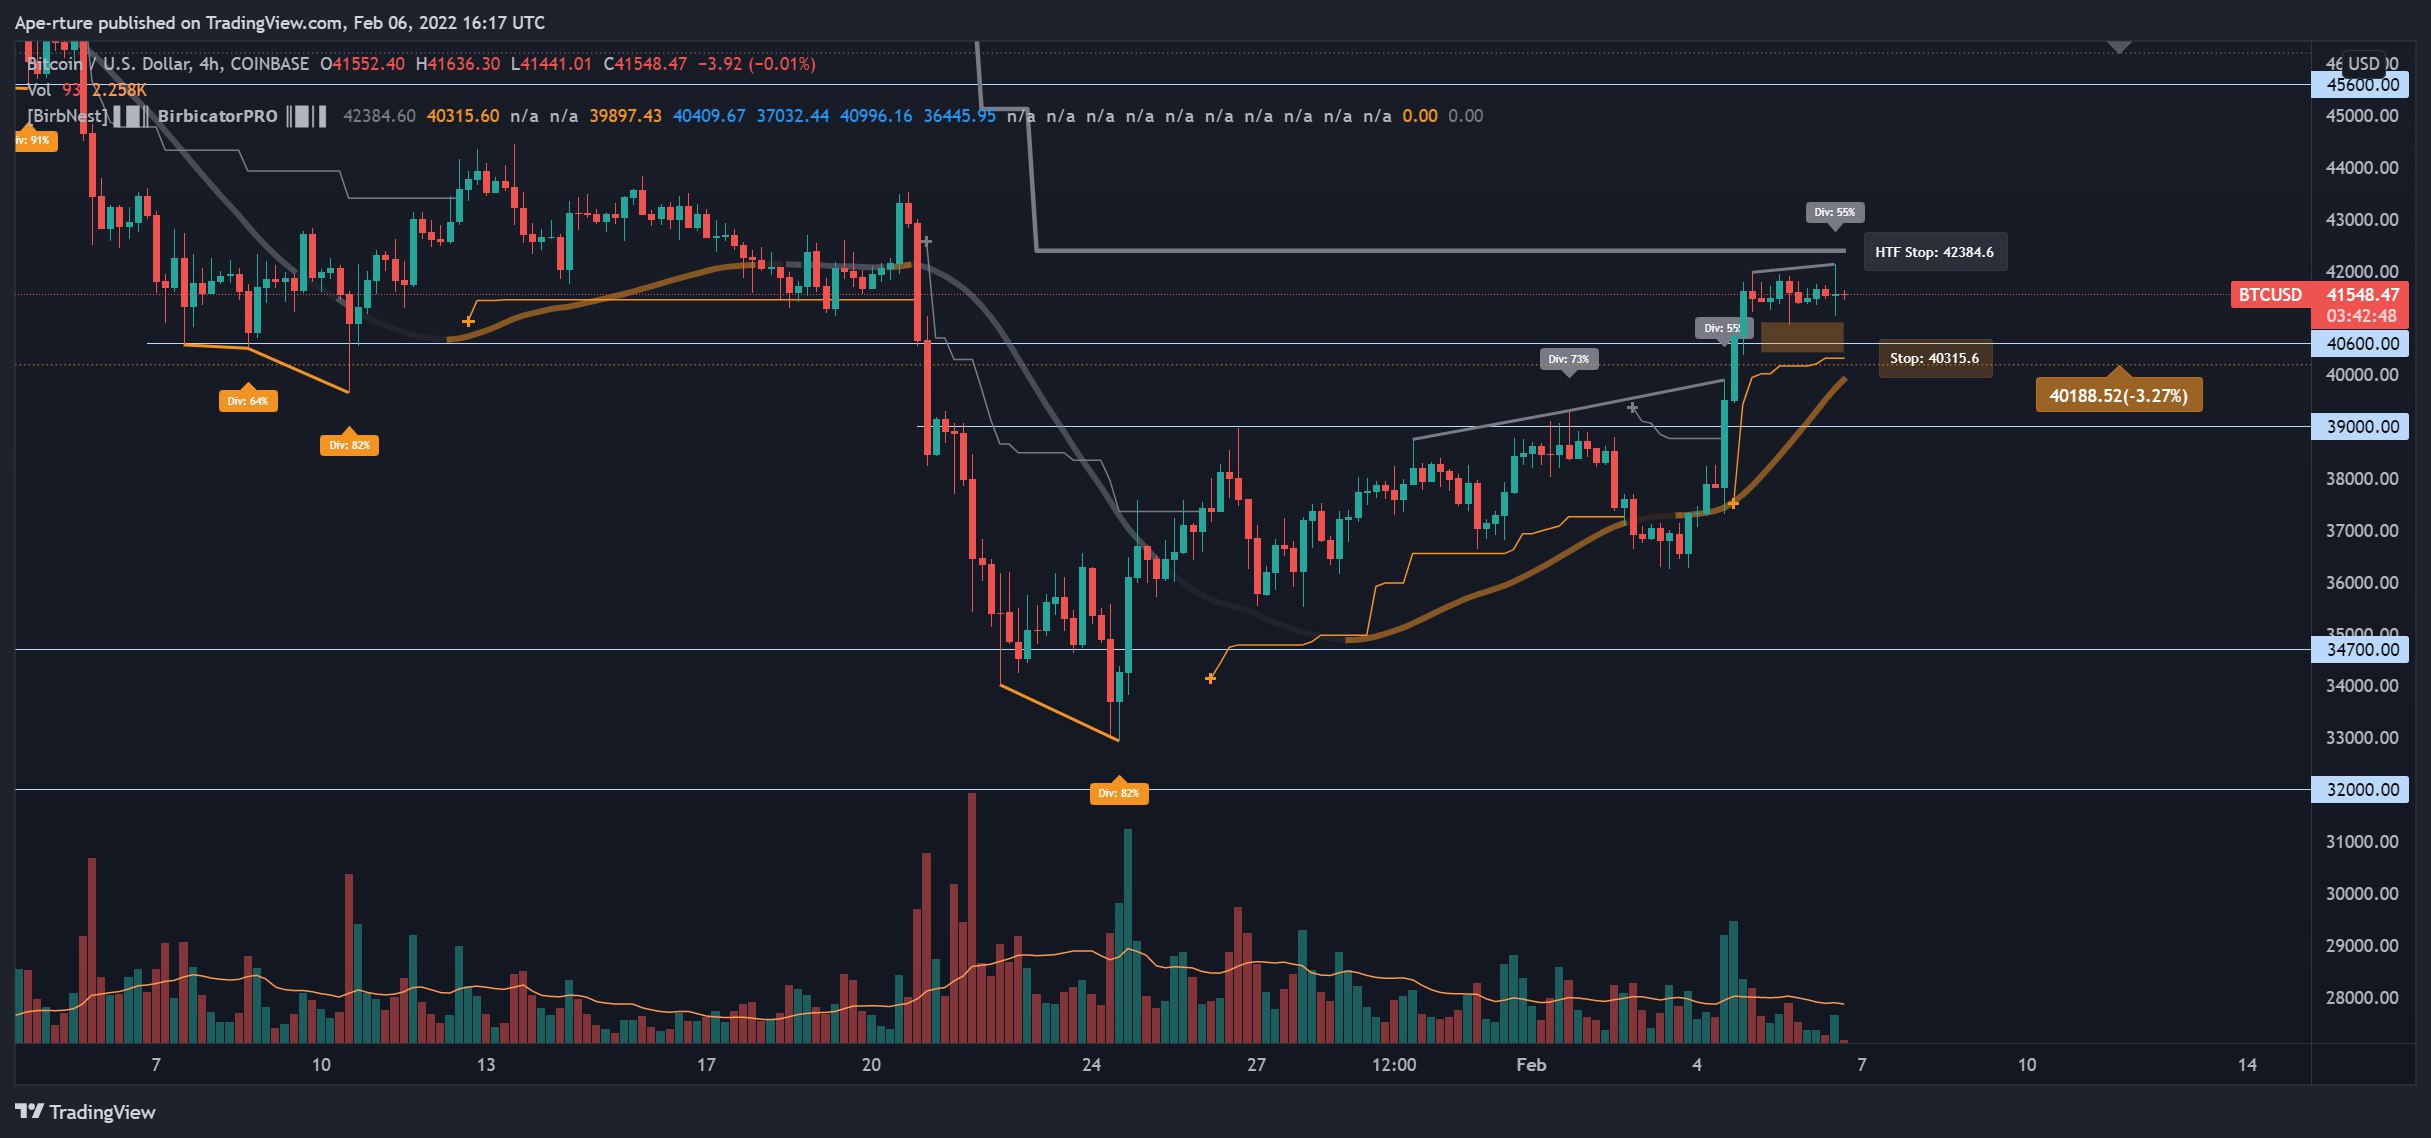 Ape-rture published on TradingView.com, Feb 06, 2022 16:17 UTC
Bitcoin / U.S. Dollar, 4h, COINBASE O41552.40 H41636.30 L41441.01 C41548.47 −3.92 (−0.01%)
Vol 93 2.258K
[BirbNest] BirbicatorPRO 42384.60 40315.60 n/a n/a 39897.43 40409.67 37032.44 40996.16 36445.95 n/a n/a n/a n/a n/a n/a n/a n/a n/a n/a 0.00 0.00
USD
45600.00
45000.00
iv: 91%
44000.00
Div: 55%
43000.00
HTF Stop: 42384.6
42000.00
BTCUSD 41548.47
03:42:48
Div: 55%
40600.00
Div: 73%
Stop: 40315.6
40000.00
40188.52(-3.27%)
Div: 64%
39000.00
Div: 82%
38000.00
37000.00
36000.00
35000.00
34700.00
34000.00
33000.00
Div: 82%
32000.00
31000.00
30000.00
29000.00
28000.00
7 10 13 17 20 24 27 12:00 Feb 4 7 10 14
TradingView